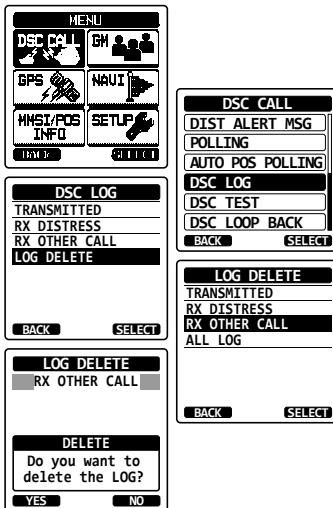 MENU
DSC CALL GM
GPS NAVI
MMSI/POS SETUP
INFO
BACK SELECT
DSC CALL
DIST ALERT MSG
POLLING
AUTO POS POLLING
DSC LOG
DSC TEST
DSC LOOP BACK
BACK SELECT
DSC LOG
TRANSMITTED
RX DISTRESS
RX OTHER CALL
LOG DELETE
BACK SELECT
LOG DELETE
TRANSMITTED
RX DISTRESS
RX OTHER CALL
ALL LOG
BACK SELECT
LOG DELETE
RX OTHER CALL
DELETE
Do you want to
delete the LOG?
YES NO